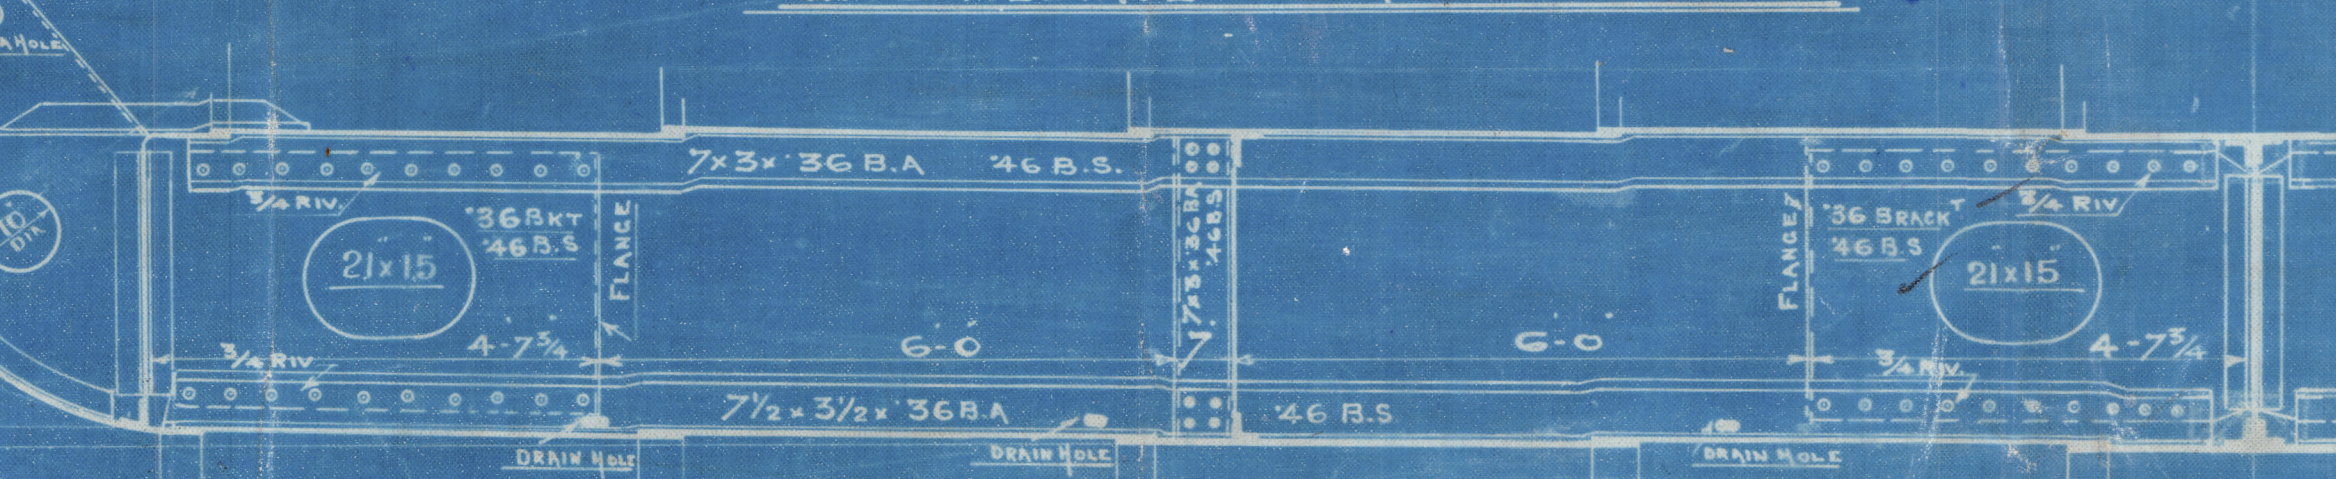 HOLE
10" DIA
7 x 3 x .36 B.A .46 B.S.
3/4 RIV.
.36 BKT
.46 B.S
21" x 15"
FLANGE
4'-7 3/4"
3/4 RIV
6'-0"
7 1/2 x 3 1/2 x .36 B.A
DRAIN HOLE
DRAIN HOLE
7 x 3 x .36 BA
.46 BS
6'-0"
.46 B.S
FLANGE
.36 BRACKT
.46 B.S
3/4 RIV
21" x 15"
4-7 3/4
3/4 RIV.
DRAIN HOLE